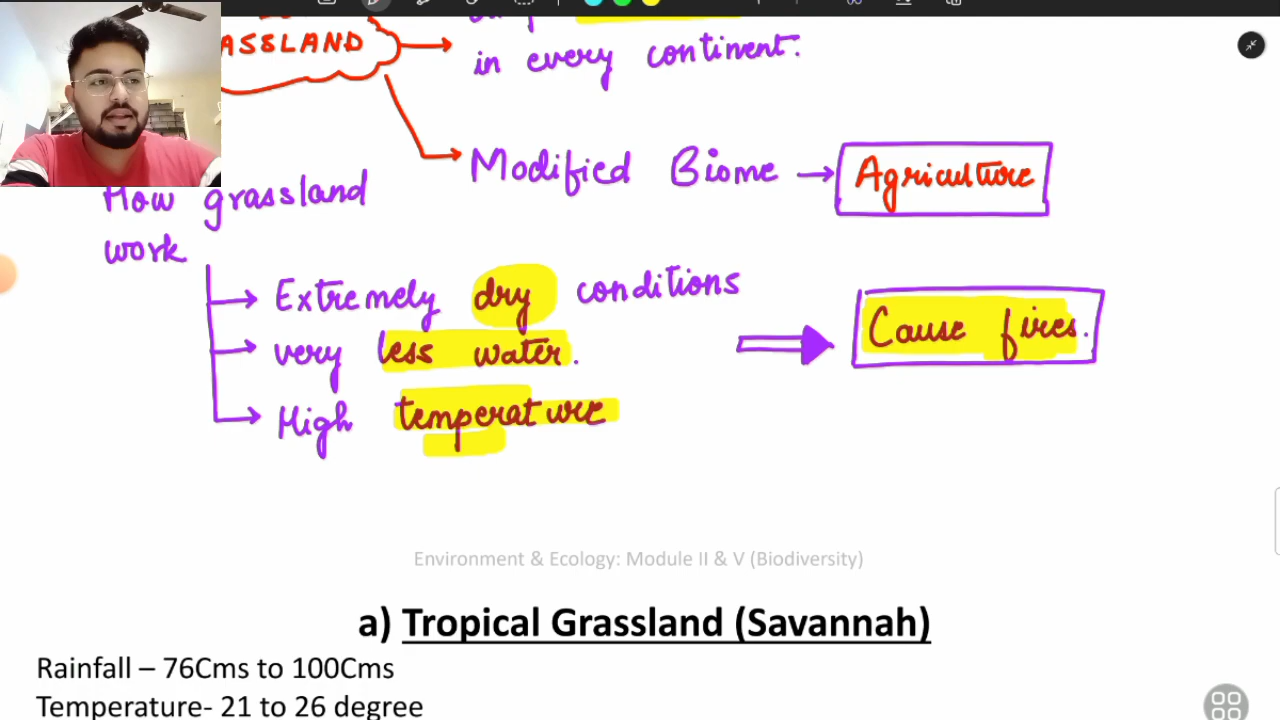 ASSLAND
in every continent.
Modified Biome → Agriculture
How grassland
work
Extremely dry conditions
very less water.
High temperature
Cause fires.
Environment & Ecology: Module II & V (Biodiversity)
a) Tropical Grassland (Savannah)
Rainfall – 76Cms to 100Cms
Temperature- 21 to 26 degree